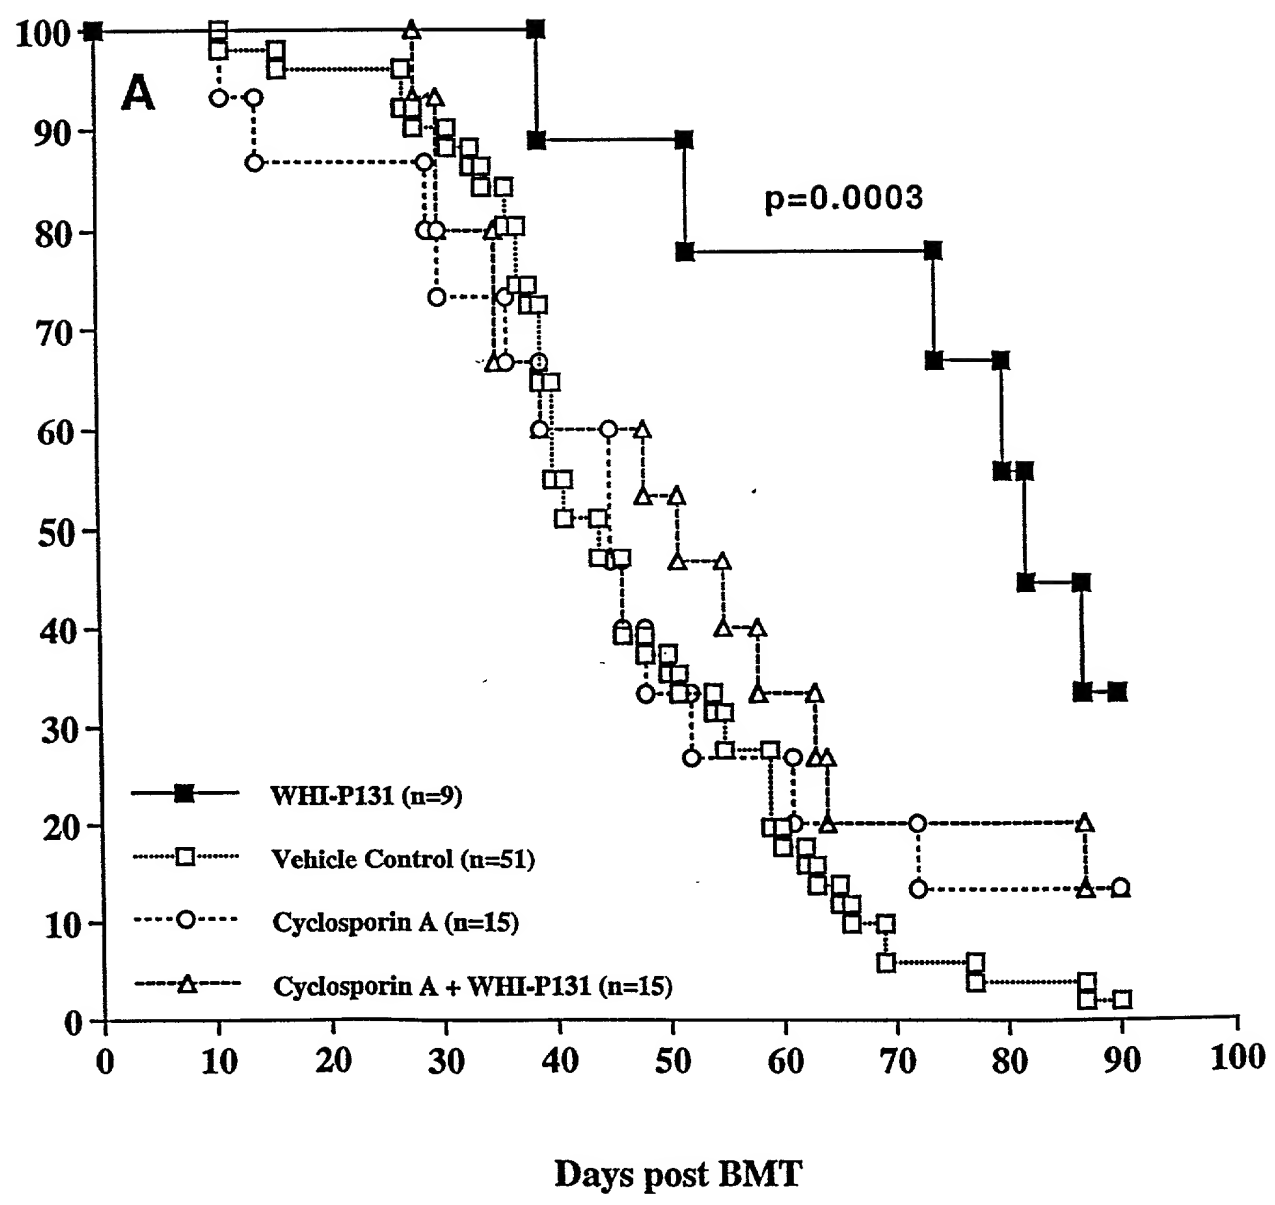 100
A
90
p=0.0003
80
70
60
50
40
30
WHI-P131 (n=9)
20
Vehicle Control (n=51)
Cyclosporin A (n=15)
10
Cyclosporin A + WHI-P131 (n=15)
0
0 10 20 30 40 50 60 70 80 90 100
Days post BMT